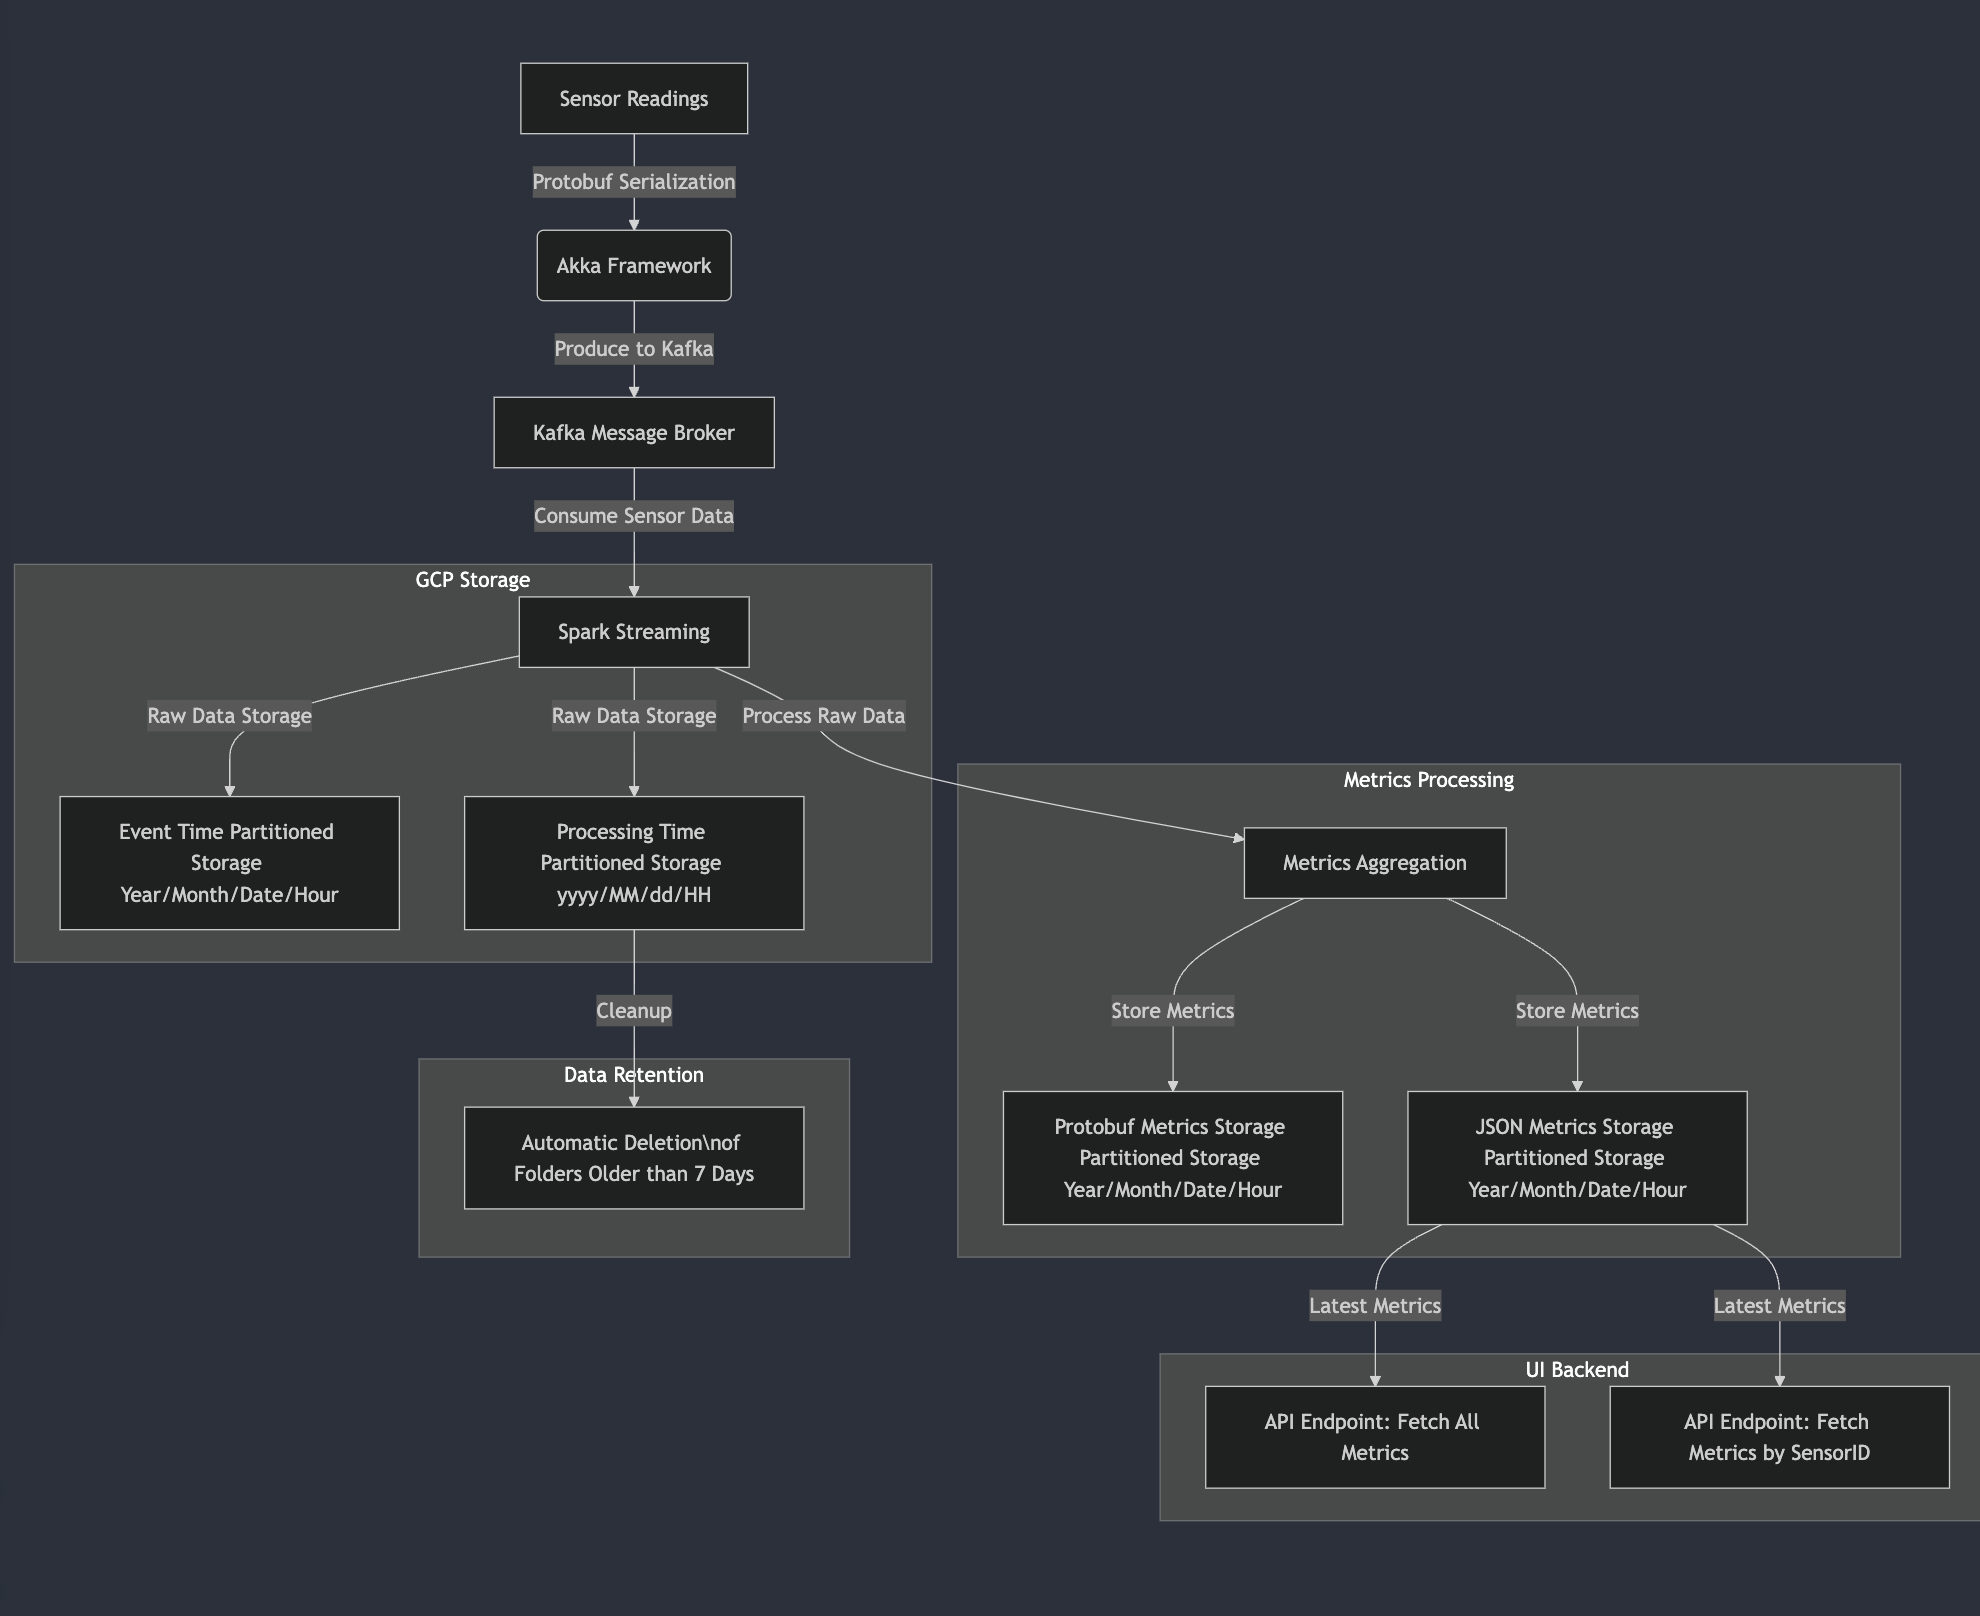 Sensor Readings
Protobuf Serialization
Akka Framework
Produce to Kafka
Kafka Message Broker
Consume Sensor Data
GCP Storage
Spark Streaming
Raw Data Storage
Raw Data Storage
Process Raw Data
Event Time Partitioned
Storage
Year/Month/Date/Hour
Processing Time
Partitioned Storage
yyyy/MM/dd/HH
Metrics Processing
Metrics Aggregation
Cleanup
Store Metrics
Store Metrics
Data Retention
Automatic Deletion\nof
Folders Older than 7 Days
Protobuf Metrics Storage
Partitioned Storage
Year/Month/Date/Hour
JSON Metrics Storage
Partitioned Storage
Year/Month/Date/Hour
Latest Metrics
Latest Metrics
UI Backend
API Endpoint: Fetch All
Metrics
API Endpoint: Fetch
Metrics by SensorID